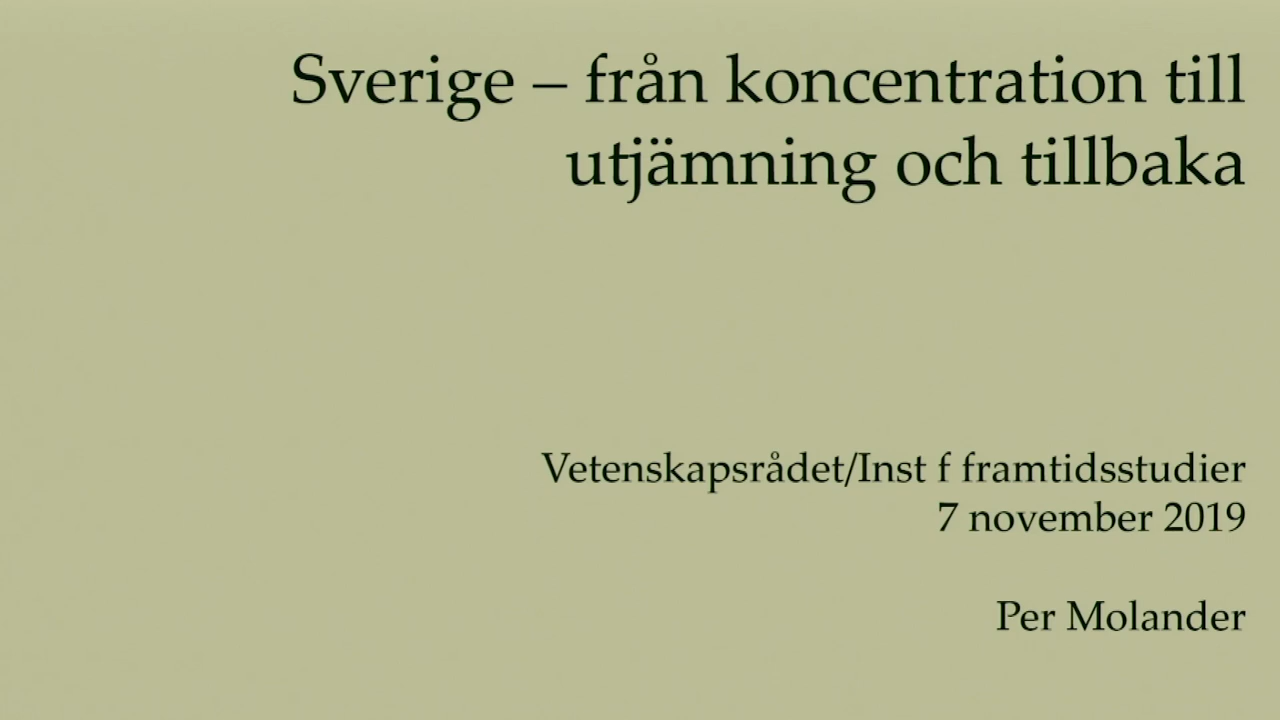 Sverige – från koncentration till
utjämning och tillbaka
Vetenskapsrådet/Inst f framtidsstudier
7 november 2019
Per Molander